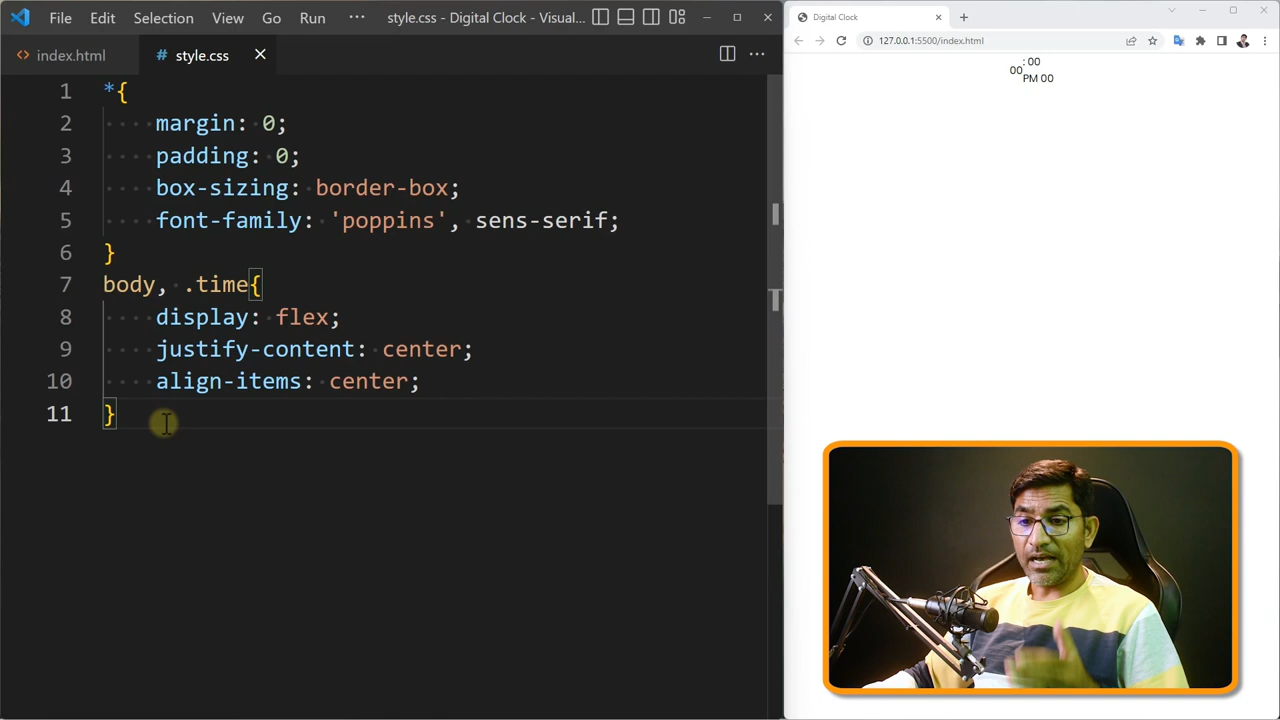 File Edit Selection View Go Run ··· style.css - Digital Clock - Visual...
index.html # style.css
1 *{
2 margin: 0;
3 padding: 0;
4 box-sizing: border-box;
5 font-family: 'poppins', sens-serif;
6 }
7 body, .time{
8 display: flex;
9 justify-content: center;
10 align-items: center;
11 }
Digital Clock
127.0.0.1:5500/index.html
: 00
00
PM 00